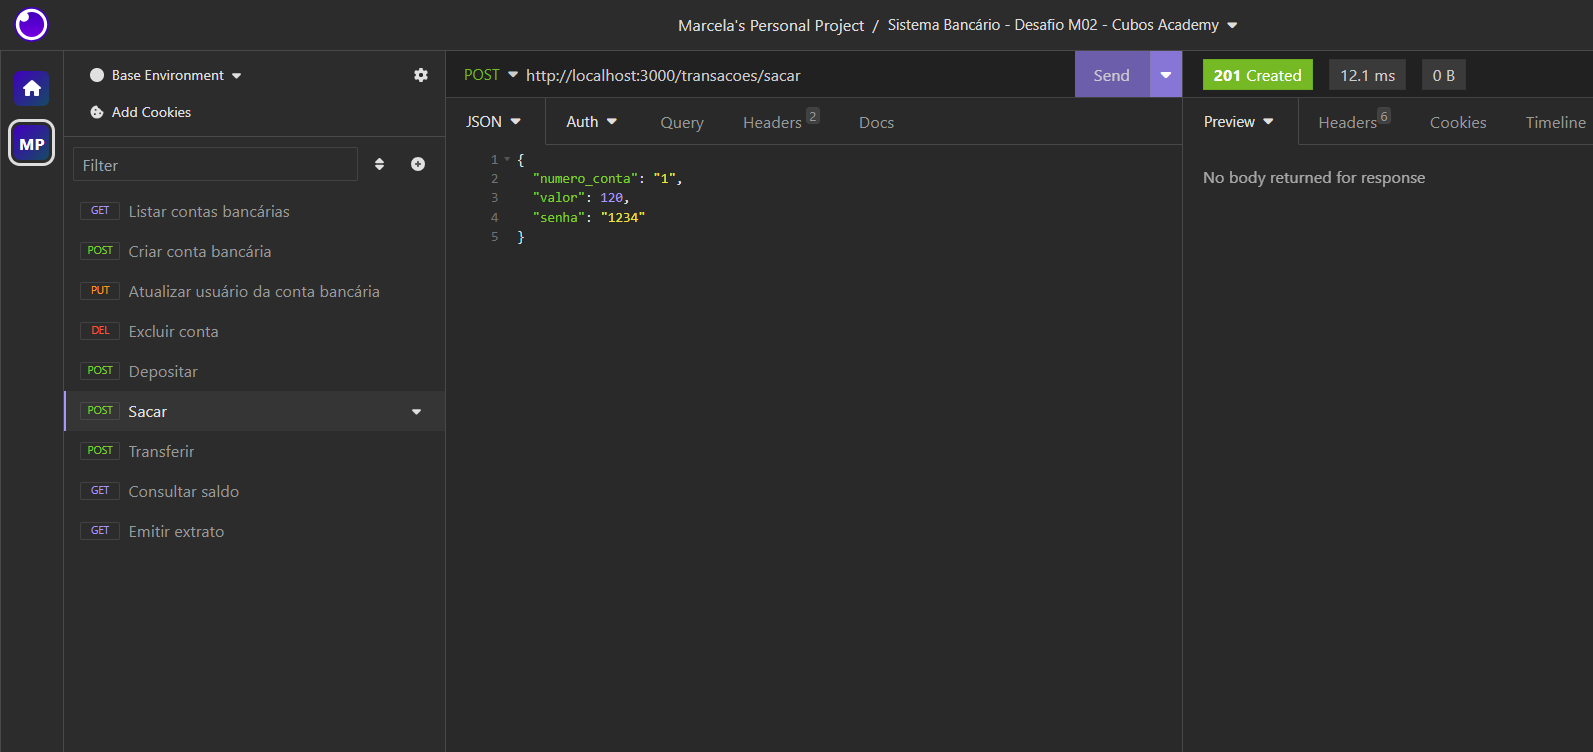 Marcela's Personal Project / Sistema Bancário - Desafio M02 - Cubos Academy
MP
Base Environment
Add Cookies
Filter
GET Listar contas bancárias
POST Criar conta bancária
PUT Atualizar usuário da conta bancária
DEL Excluir conta
POST Depositar
POST Sacar
POST Transferir
GET Consultar saldo
GET Emitir extrato
POST http://localhost:3000/transacoes/sacar Send
JSON Auth Query Headers 2 Docs
1 {
2 "numero_conta": "1",
3 "valor": 120,
4 "senha": "1234"
5 }
201 Created 12.1 ms 0 B
Preview Headers 6 Cookies Timeline
No body returned for response